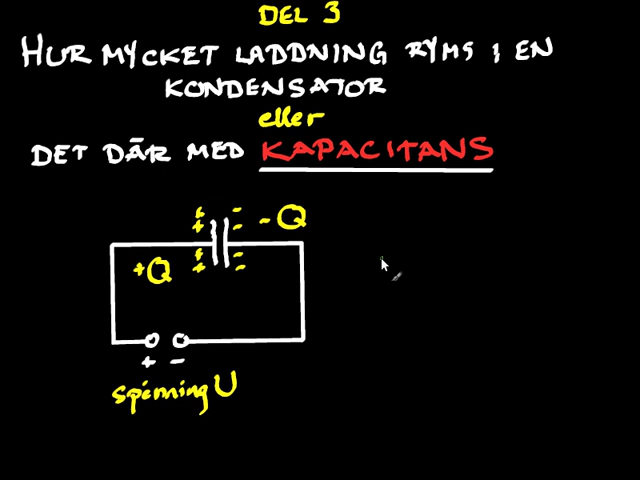 DEL 3
HUR MYCKET LADDNING RYMS I EN
KONDENSATOR
eller
DET DÄR MED KAPACITANS
+ - - Q
+ -
+Q + -
+ -
+ -
spänning U